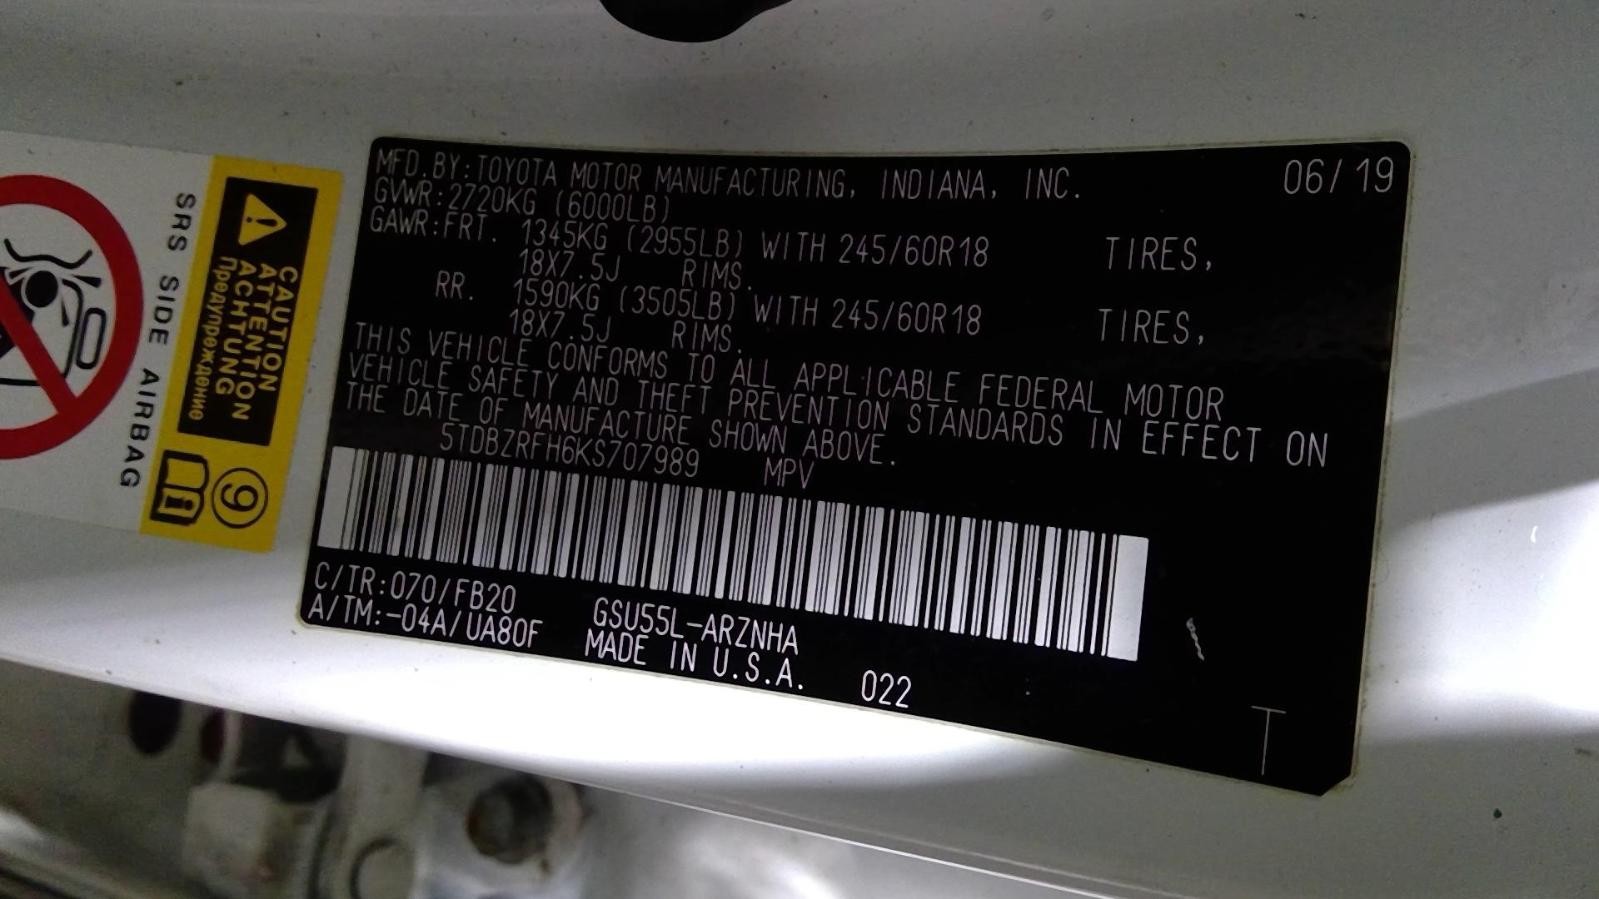 MFD.BY:TOYOTA MOTOR MANUFACTURING, INDIANA, INC. 06/19
GVWR:2720KG (6000LB)
GAWR:FRT. 1345KG (2955LB) WITH 245/60R18 TIRES,
18X7.5J RIMS.
RR. 1590KG (3505LB) WITH 245/60R18 TIRES,
18X7.5J RIMS.
THIS VEHICLE CONFORMS TO ALL APPLICABLE FEDERAL MOTOR
VEHICLE SAFETY AND THEFT PREVENTION STANDARDS IN EFFECT ON
THE DATE OF MANUFACTURE SHOWN ABOVE.
5TDBZRFH6KS707989 MPV
C/TR:070/FB20 GSU55L-ARZNHA
A/TM:-04A/UA80F MADE IN U.S.A. 022
T
CAUTION
ATTENTION
ACHTUNG
Предупреждение
9
i
SRS SIDE AIRBAG